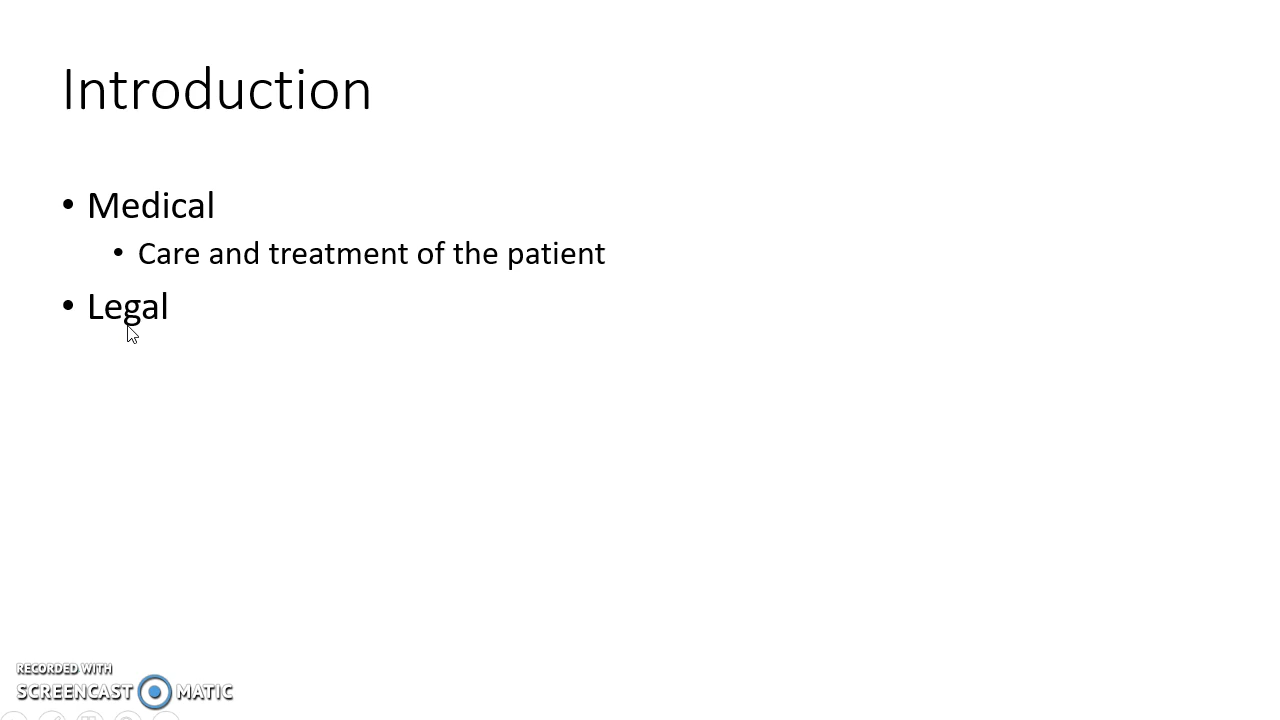 Introduction
• Medical
• Care and treatment of the patient
• Legal
RECORDED WITH
SCREENCAST MATIC